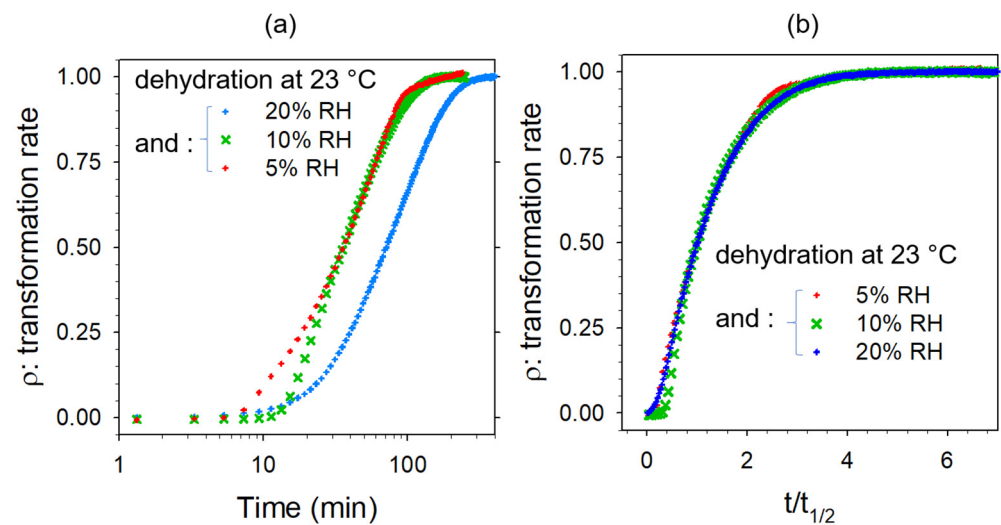 (a)
ρ: transformation rate
1.00
0.75
0.50
0.25
0.00
dehydration at 23 °C
and :
20% RH
10% RH
5% RH
1
10
100
Time (min)
(b)
ρ: transformation rate
1.00
0.75
0.50
0.25
0.00
dehydration at 23 °C
and :
5% RH
10% RH
20% RH
0
2
4
6
t/t1/2